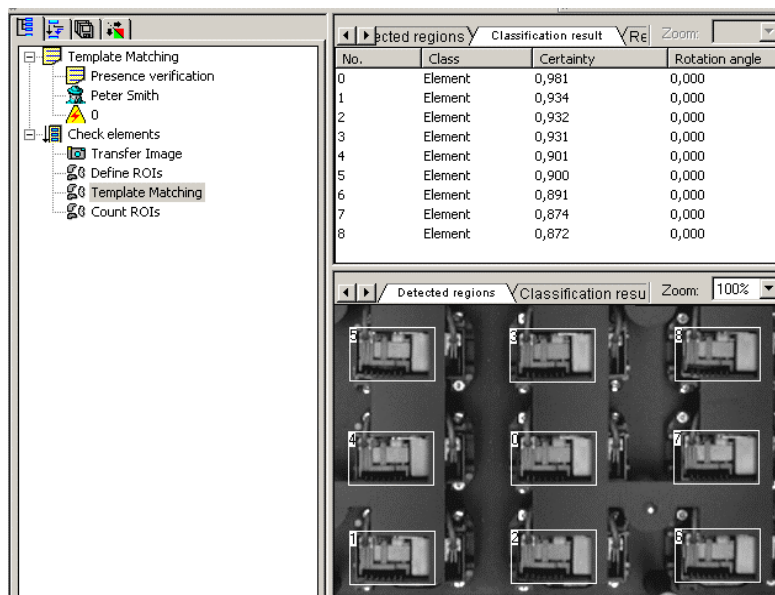 Template Matching
Presence verification
Peter Smith
0
Check elements
Transfer Image
Define ROIs
Template Matching
Count ROIs
ected regions Classification result Re Zoom:
No. Class Certainty Rotation angle
0 Element 0,981 0,000
1 Element 0,934 0,000
2 Element 0,932 0,000
3 Element 0,931 0,000
4 Element 0,901 0,000
5 Element 0,900 0,000
6 Element 0,891 0,000
7 Element 0,874 0,000
8 Element 0,872 0,000
Detected regions Classification resu Zoom: 100%
5 3 8
4 0 7
1 2 6